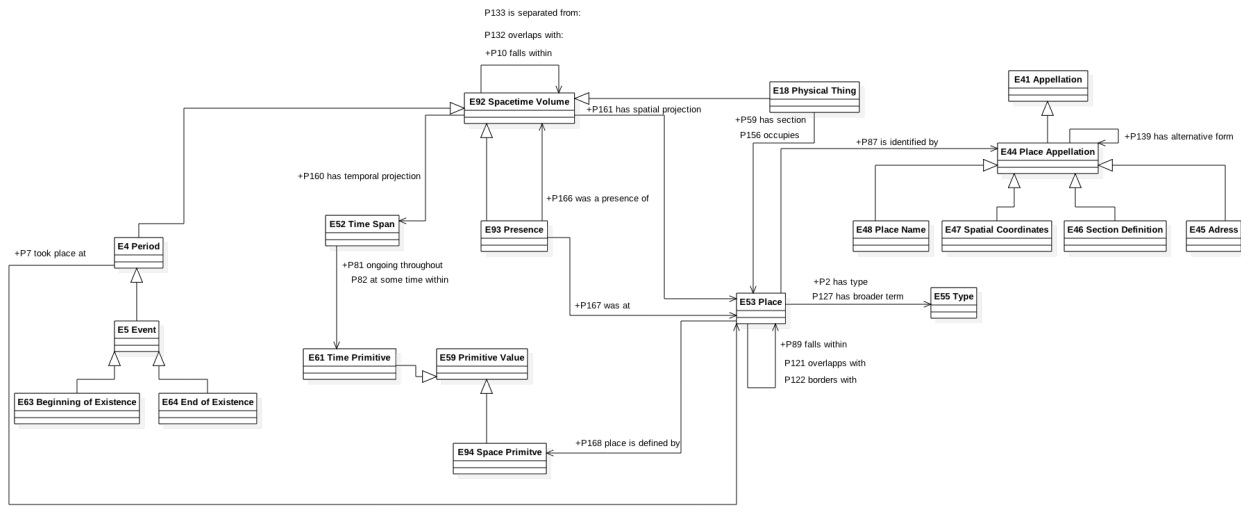 P133 is separated from:
P132 overlaps with:
+P10 falls within
E41 Appellation
E92 Spacetime Volume
E18 Physical Thing
+P161 has spatial projection
+P59 has section
P156 occupies
+P87 is identified by
+P139 has alternative form
E44 Place Appellation
+P160 has temporal projection
+P166 was a presence of
E52 Time Span
E93 Presence
E48 Place Name
E47 Spatial Coordinates
E46 Section Definition
E45 Adress
E4 Period
+P7 took place at
+P81 ongoing throughout
P82 at some time within
+P2 has type
P127 has broader term
E53 Place
E55 Type
+P167 was at
E5 Event
+P89 falls within
P121 overlapps with
P122 borders with
E61 Time Primitive
E59 Primitive Value
E63 Beginning of Existence
E64 End of Existence
+P168 place is defined by
E94 Space Primitve